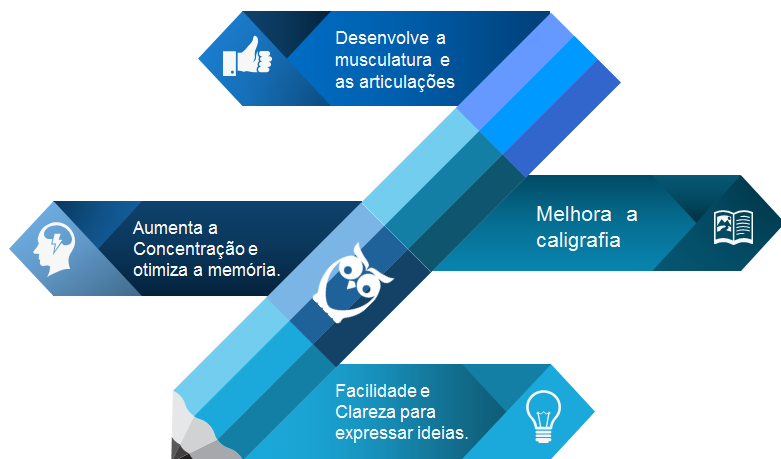 Desenvolve a
musculatura e
as articulações
Melhora a
caligrafia
Aumenta a
Concentração e
otimiza a memória.
Facilidade e
Clareza para
expressar ideias.